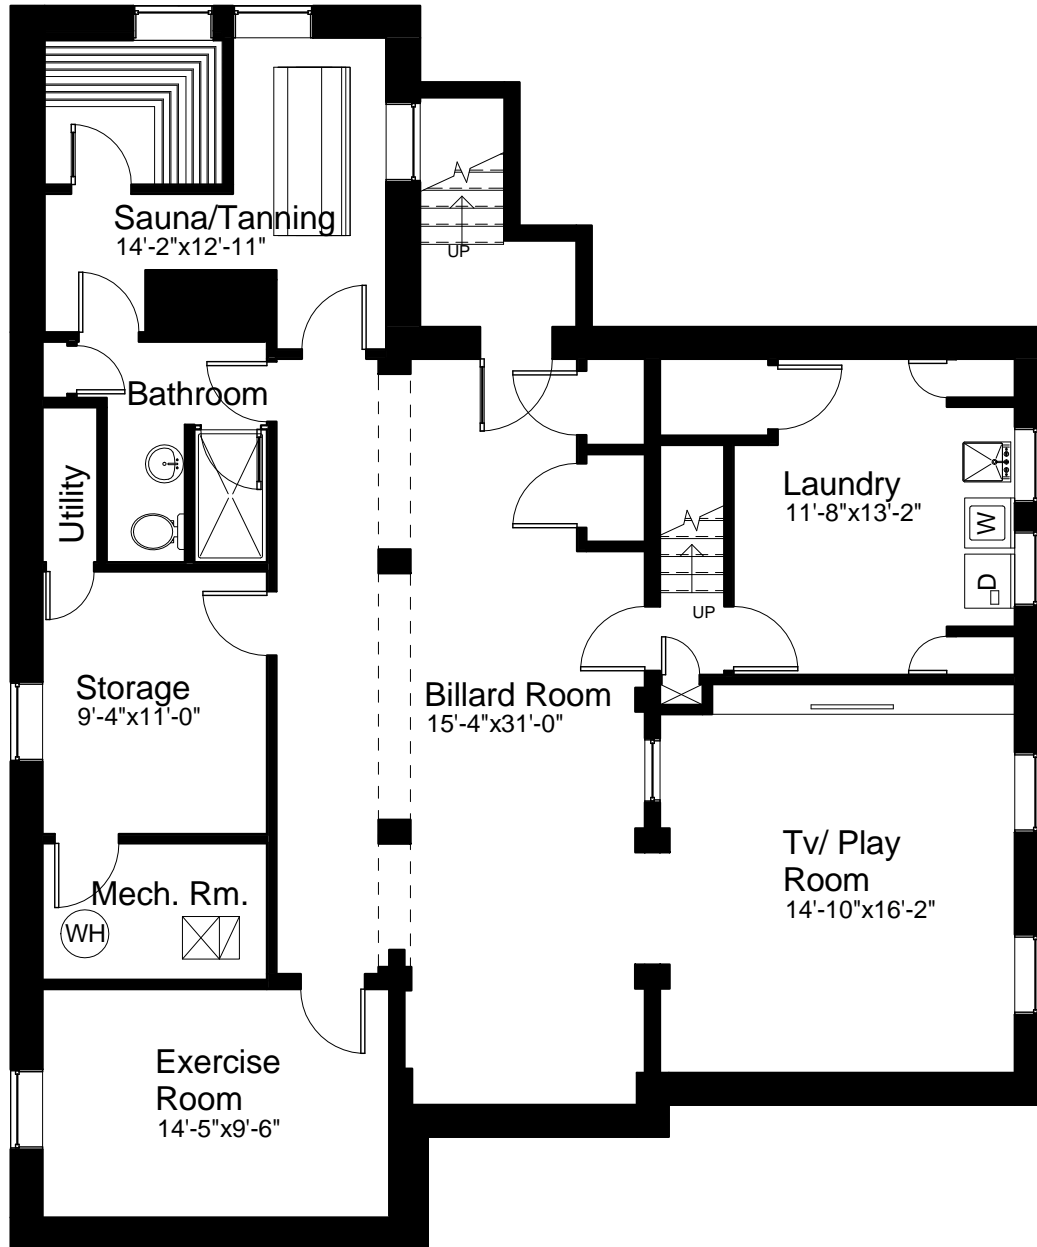 Sauna/Tanning
14'-2"x12'-11"
UP
Bathroom
Utility
Laundry
11'-8"x13'-2"
W
D
UP
Storage
9'-4"x11'-0"
Billard Room
15'-4"x31'-0"
Tv/ Play
Room
14'-10"x16'-2"
Mech. Rm.
WH
Exercise
Room
14'-5"x9'-6"